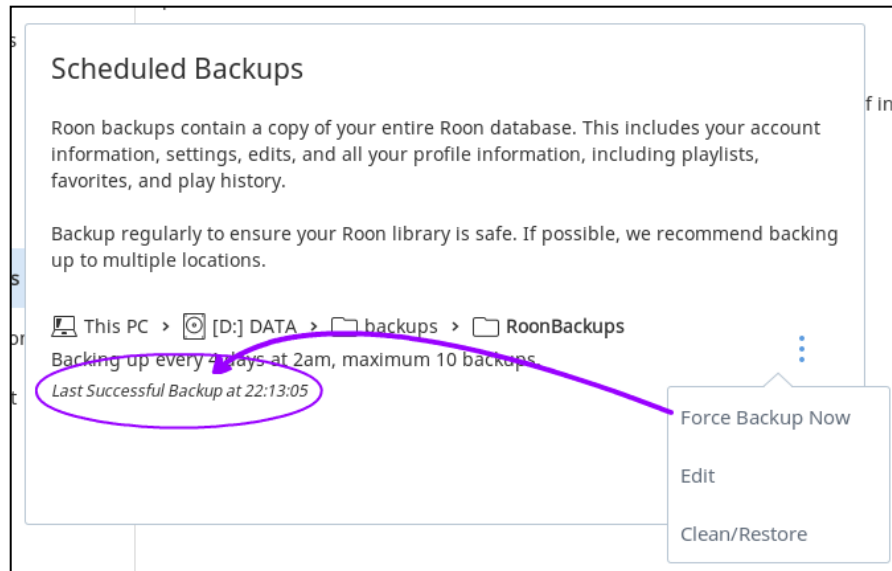 s
Scheduled Backups
f in
Roon backups contain a copy of your entire Roon database. This includes your account
information, settings, edits, and all your profile information, including playlists,
favorites, and play history.
Backup regularly to ensure your Roon library is safe. If possible, we recommend backing
up to multiple locations.
s
This PC > [D:] DATA > backups > RoonBackups
or
Backing up every 4 days at 2am, maximum 10 backups.
Last Successful Backup at 22:13:05
t
Force Backup Now
Edit
Clean/Restore